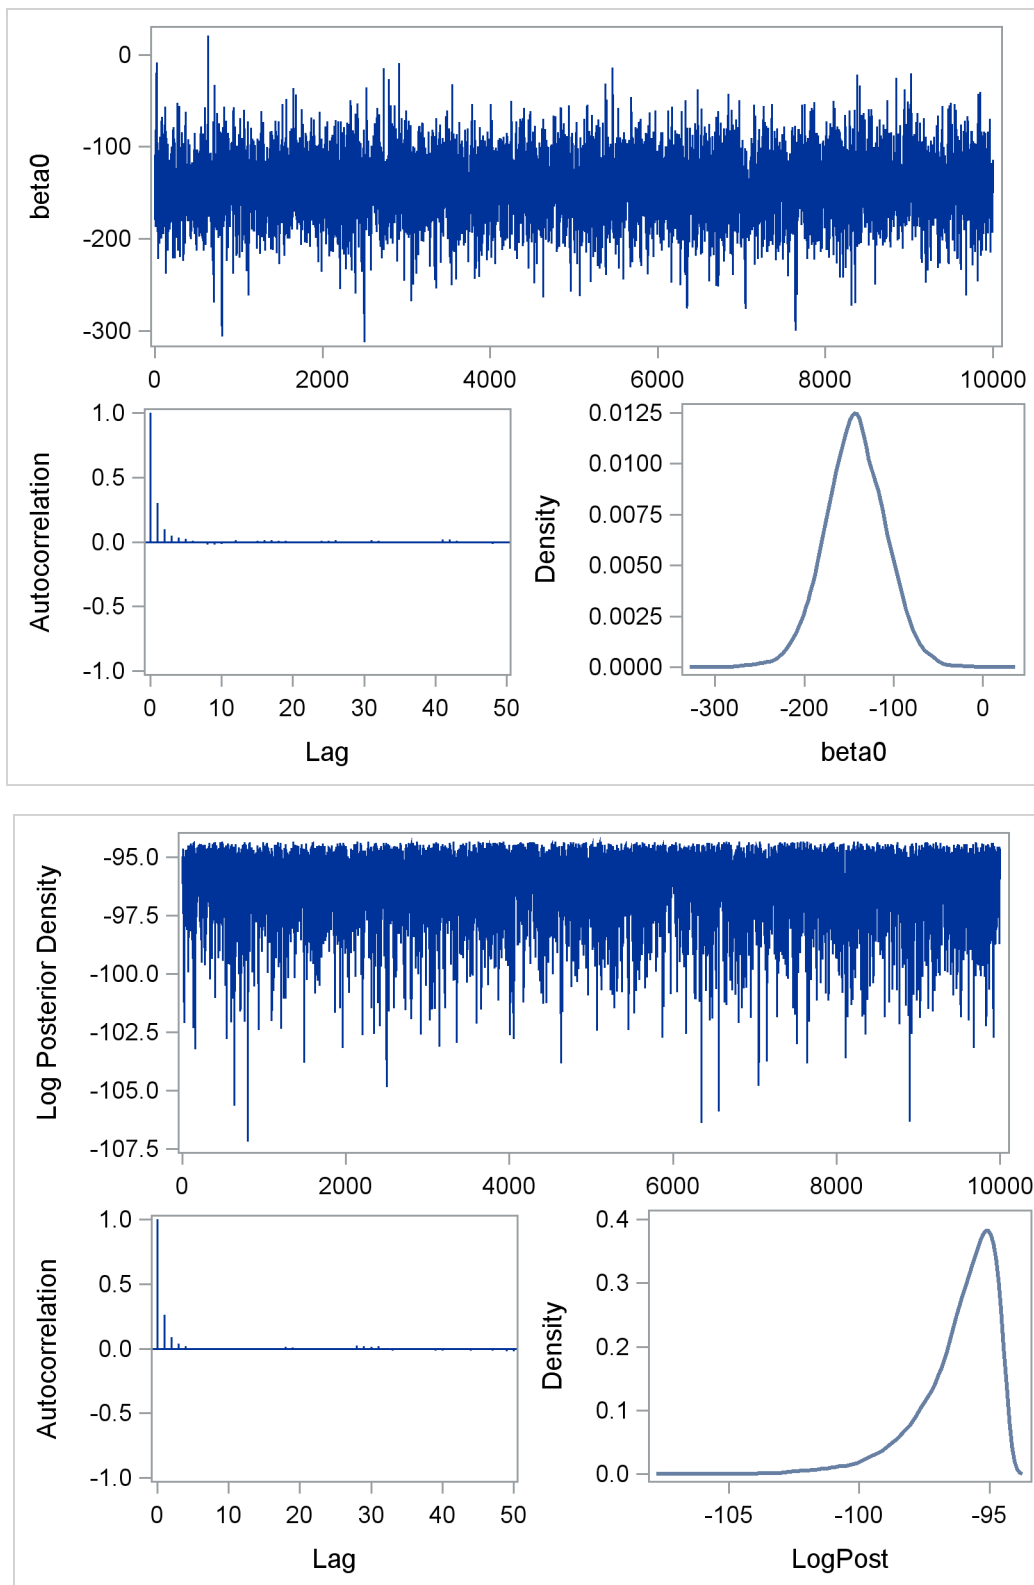 beta0
0
-100
-200
-300
0 2000 4000 6000 8000 10000
Autocorrelation
1.0
0.5
0.0
-0.5
-1.0
0 10 20 30 40 50
Lag
Density
0.0125
0.0100
0.0075
0.0050
0.0025
0.0000
-300 -200 -100 0
beta0
Log Posterior Density
-95.0
-97.5
-100.0
-102.5
-105.0
-107.5
0 2000 4000 6000 8000 10000
Autocorrelation
1.0
0.5
0.0
-0.5
-1.0
0 10 20 30 40 50
Lag
Density
0.4
0.3
0.2
0.1
0.0
-105 -100 -95
LogPost